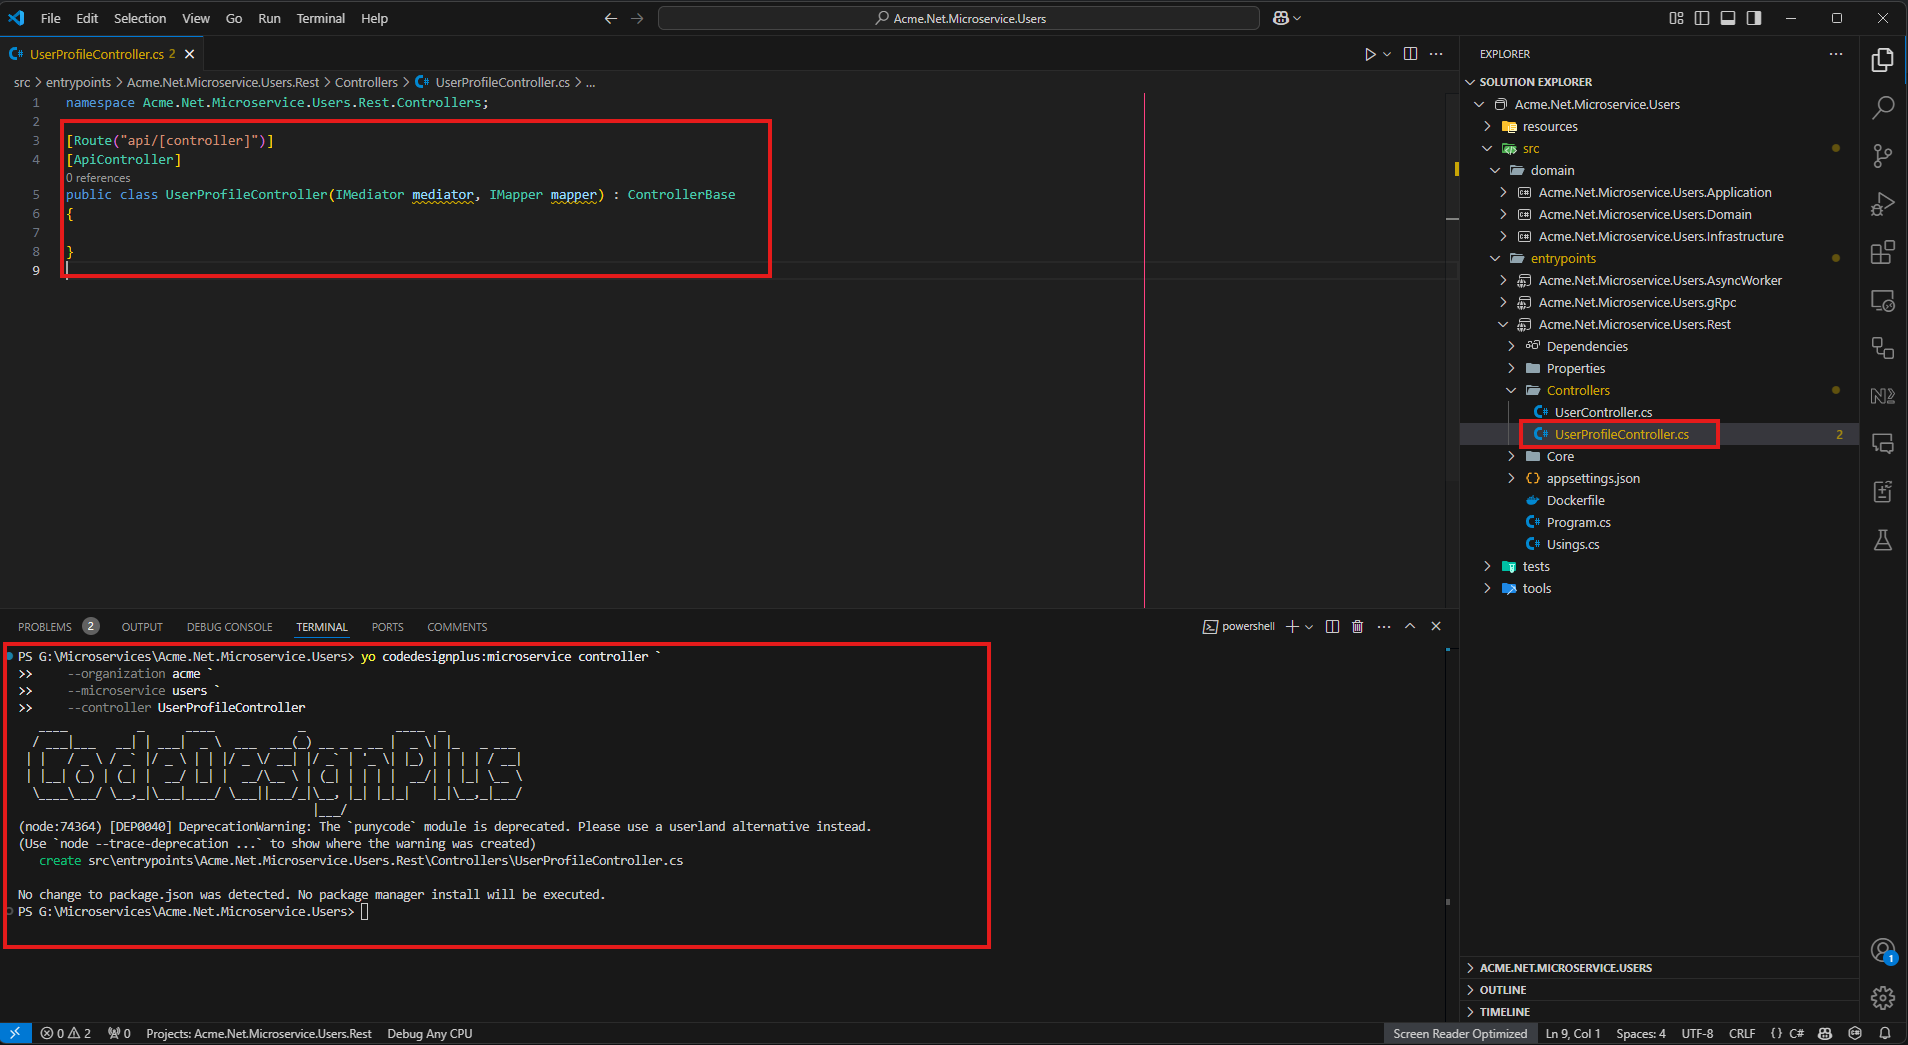 File Edit Selection View Go Run Terminal Help
Acme.Net.Microservice.Users
UserProfileController.cs 2
src > entrypoints > Acme.Net.Microservice.Users.Rest > Controllers > UserProfileController.cs > ...
1 namespace Acme.Net.Microservice.Users.Rest.Controllers;
2
3 [Route("api/[controller]")]
4 [ApiController]
0 references
5 public class UserProfileController(IMediator mediator, IMapper mapper) : ControllerBase
6 {
7
8 }
9
EXPLORER
SOLUTION EXPLORER
Acme.Net.Microservice.Users
resources
src
domain
Acme.Net.Microservice.Users.Application
Acme.Net.Microservice.Users.Domain
Acme.Net.Microservice.Users.Infrastructure
entrypoints
Acme.Net.Microservice.Users.AsyncWorker
Acme.Net.Microservice.Users.gRpc
Acme.Net.Microservice.Users.Rest
Dependencies
Properties
Controllers
UserController.cs
UserProfileController.cs 2
Core
appsettings.json
Dockerfile
Program.cs
Usings.cs
tests
tools
PROBLEMS 2 OUTPUT DEBUG CONSOLE TERMINAL PORTS COMMENTS
powershell
PS G:\Microservices\Acme.Net.Microservice.Users> yo codedesignplus:microservice controller `
>> --organization acme `
>> --microservice users `
>> --controller UserProfileController
CodeDesignPlus
(node:74364) [DEP0040] DeprecationWarning: The `punycode` module is deprecated. Please use a userland alternative instead.
(Use `node --trace-deprecation ...` to show where the warning was created)
create src\entrypoints\Acme.Net.Microservice.Users.Rest\Controllers\UserProfileController.cs
No change to package.json was detected. No package manager install will be executed.
PS G:\Microservices\Acme.Net.Microservice.Users>
ACME.NET.MICROSERVICE.USERS
OUTLINE
TIMELINE
1
0 2 0 Projects: Acme.Net.Microservice.Users.Rest Debug Any CPU
Screen Reader Optimized Ln 9, Col 1 Spaces: 4 UTF-8 CRLF {} C#